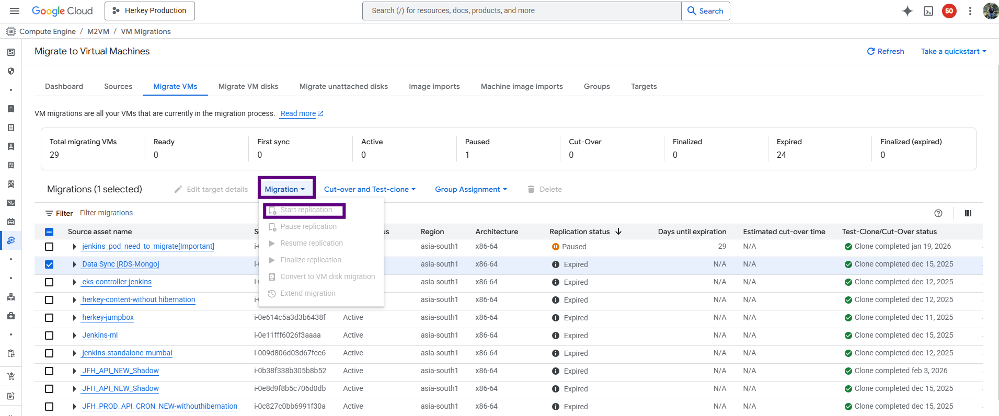 Google Cloud
Herkey Production
Search (/) for resources, docs, products, and more
Search
50
Compute Engine / M2VM / VM Migrations
Migrate to Virtual Machines
Refresh
Take a quickstart
Dashboard Sources Migrate VMs Migrate VM disks Migrate unattached disks Image imports Machine image imports Groups Targets
VM migrations are all your VMs that are currently in the migration process. Read more
Total migrating VMs Ready First sync Active Paused Cut-Over Finalized Expired Finalized (expired)
29 0 0 0 1 0 0 24 0
Migrations (1 selected) Edit target details Migration Cut-over and Test-clone Group Assignment Delete
Start replication
Pause replication
Resume replication
Finalize replication
Convert to VM disk migration
Extend migration
Filter Filter migrations
Source asset name S us Region Architecture Replication status Days until expiration Estimated cut-over time Test-Clone/Cut-Over status
jenkins_pod_need_to_migrate[Important] i-0 asia-south1 x86-64 Paused 29 N/A Clone completed jan 19, 2026
Data Sync [RDS-Mongo] i-0 asia-south1 x86-64 Expired N/A N/A Clone completed dec 15, 2025
eks-controller-jenkins i-0 asia-south1 x86-64 Expired N/A N/A Clone completed dec 12, 2025
herkey-content-without hibernation i-0 asia-south1 x86-64 Expired N/A N/A Clone completed dec 12, 2025
herkey-jumpbox i-0e614c5a3d3b6438f Active asia-south1 x86-64 Expired N/A N/A Clone completed dec 11, 2025
Jenkins-ml i-0e11fff6026f3aaaa Active asia-south1 x86-64 Expired N/A N/A Clone completed dec 15, 2025
jenkins-standalone-mumbai i-009d806d03d67fcc6 Active asia-south1 x86-64 Expired N/A N/A Clone completed dec 12, 2025
JFH_API_NEW_Shadow i-0b38f338b305b8b52 Active asia-south1 x86-64 Expired N/A N/A Clone completed feb 3, 2026
JFH_API_NEW_Shadow i-0e8d9f8b5c706d0db Active asia-south1 x86-64 Expired N/A N/A Clone completed dec 15, 2025
JFH_PROD_API_CRON_NEW-withouthibernation i-0c827c0bb6991f30a Active asia-south1 x86-64 Expired N/A N/A Clone completed dec 15, 2025